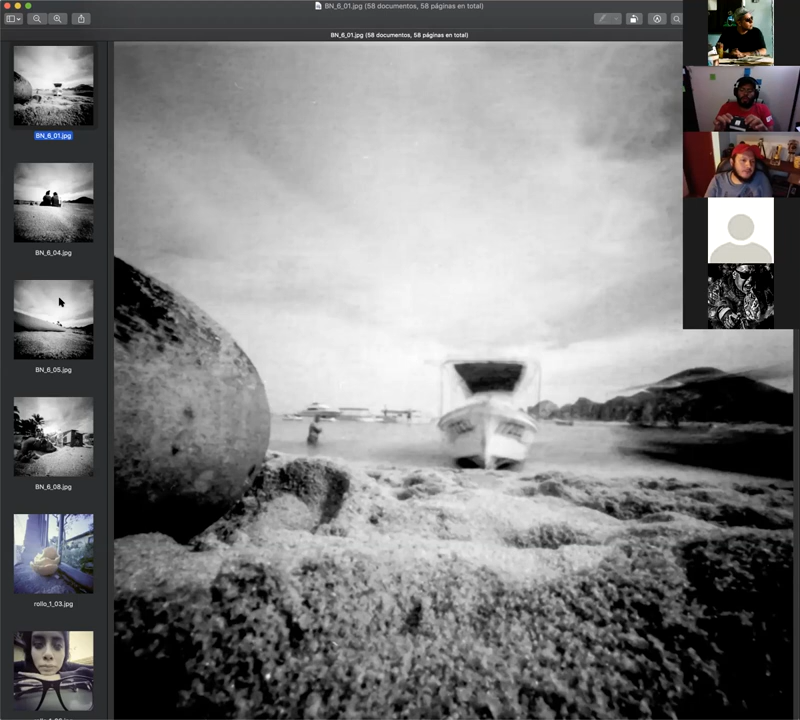 BN_6_01.jpg (58 documentos, 58 páginas en total)
BN_6_01.jpg (58 documentos, 58 páginas en total)
BN_6_01.jpg
BN_6_04.jpg
BN_6_05.jpg
BN_6_08.jpg
rollo_1_03.jpg